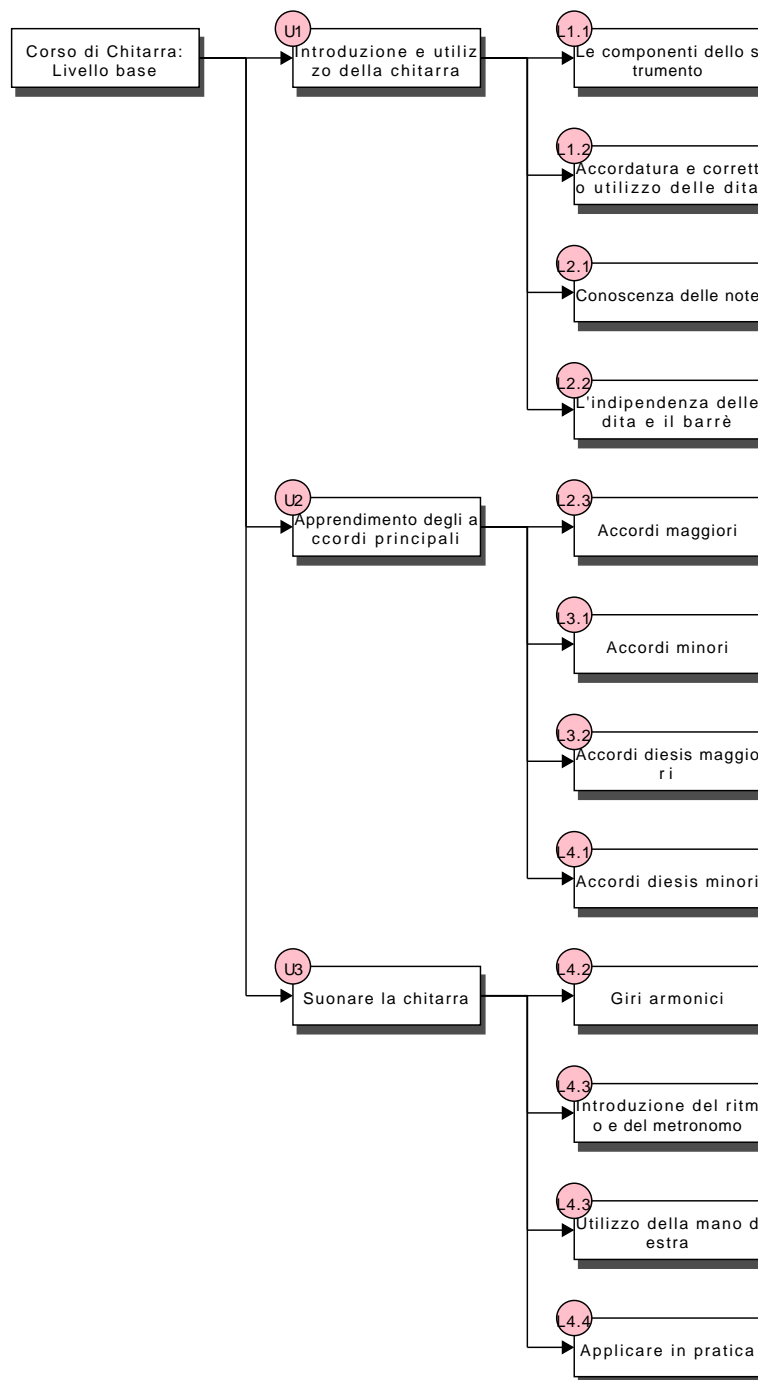 Corso di Chitarra:
Livello base
U1
Introduzione e utiliz
zo della chitarra
L1.1
Le componenti dello s
trumento
L1.2
Accordatura e corrett
o utilizzo delle dita
L2.1
Conoscenza delle note
L2.2
L'indipendenza delle
dita e il barrè
U2
Apprendimento degli a
ccordi principali
L2.3
Accordi maggiori
L3.1
Accordi minori
L3.2
Accordi diesis maggio
ri
L4.1
Accordi diesis minori
U3
Suonare la chitarra
L4.2
Giri armonici
L4.3
Introduzione del ritm
o e del metronomo
L4.3
Utilizzo della mano d
estra
L4.4
Applicare in pratica